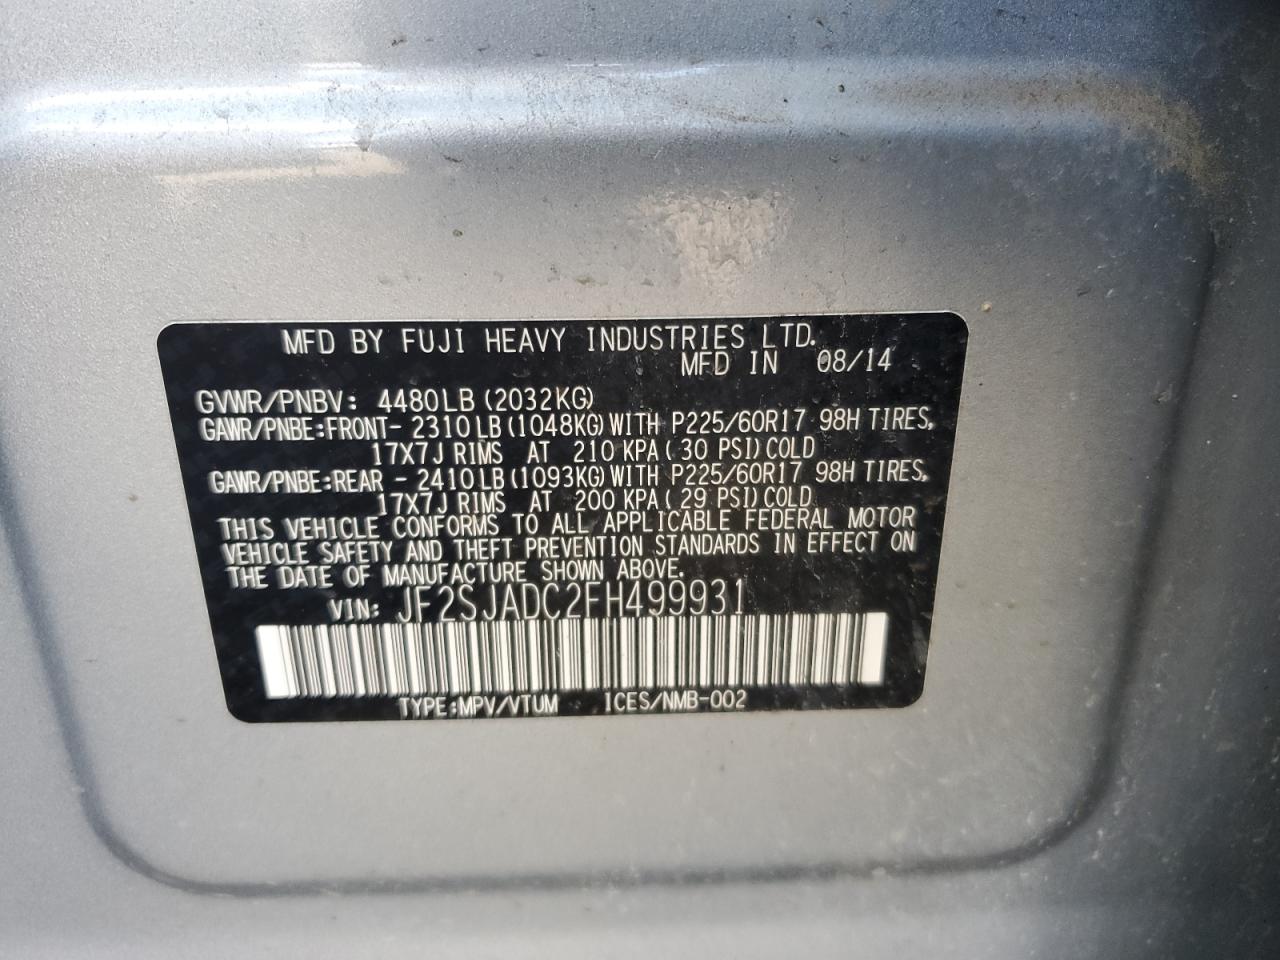 MFD BY FUJI HEAVY INDUSTRIES LTD.
MFD IN 08/14
GVWR/PNBV: 4480LB (2032KG)
GAWR/PNBE:FRONT- 2310LB (1048KG) WITH P225/60R17 98H TIRES,
17X7J RIMS AT 210 KPA (30 PSI) COLD
GAWR/PNBE:REAR - 2410LB (1093KG) WITH P225/60R17 98H TIRES,
17X7J RIMS AT 200 KPA (29 PSI) COLD
THIS VEHICLE CONFORMS TO ALL APPLICABLE FEDERAL MOTOR
VEHICLE SAFETY AND THEFT PREVENTION STANDARDS IN EFFECT ON
THE DATE OF MANUFACTURE SHOWN ABOVE.
VIN: JF2SJADC2FH499931
TYPE:MPV/VTUM ICES/NMB-002